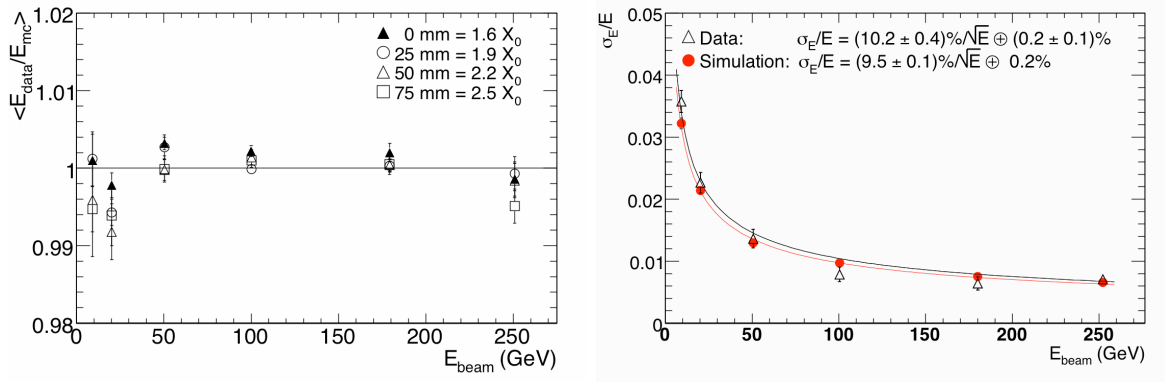 1.02
1.01
1
0.99
0.98
<E_data/E_mc>
0 mm = 1.6 X_0
25 mm = 1.9 X_0
50 mm = 2.2 X_0
75 mm = 2.5 X_0
0 50 100 150 200 250
E_beam (GeV)
0.05
0.04
0.03
0.02
0.01
0
σ_E/E
Data: σ_E/E = (10.2 ± 0.4)%/√E ⊕ (0.2 ± 0.1)%
Simulation: σ_E/E = (9.5 ± 0.1)%/√E ⊕ 0.2%
0 50 100 150 200 250
E_beam (GeV)